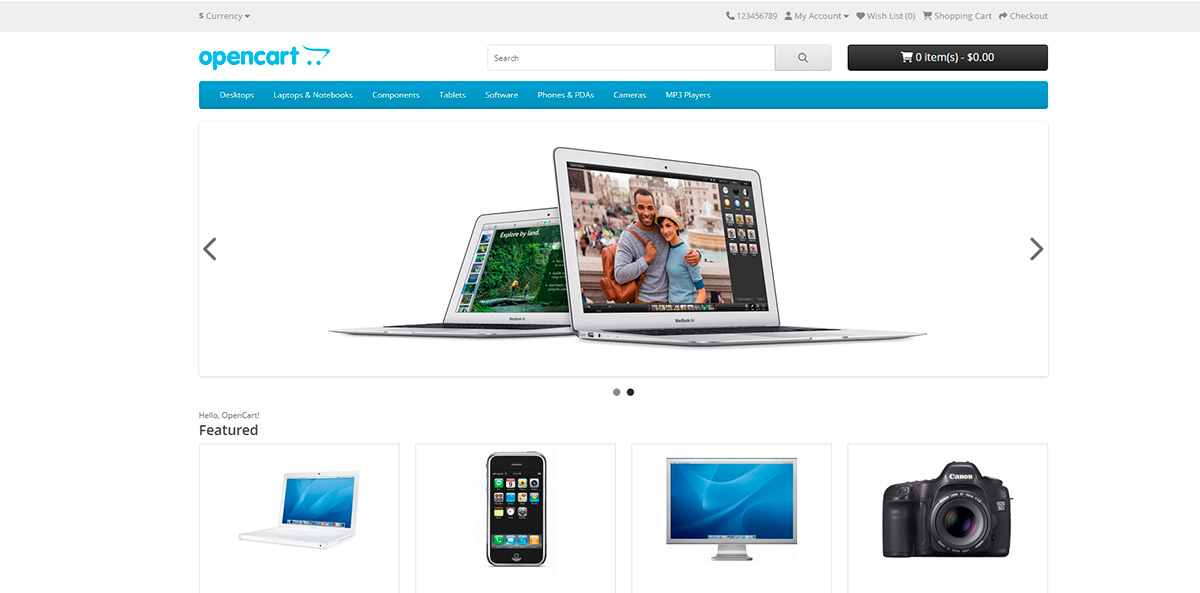 $ Currency
123456789 My Account Wish List (0) Shopping Cart Checkout
opencart
Search
0 item(s) - $0.00
Desktops Laptops & Notebooks Components Tablets Software Phones & PDAs Cameras MP3 Players
Explore by land.
MacBook Air
MacBook Air
Hello, OpenCart!
Featured
Canon